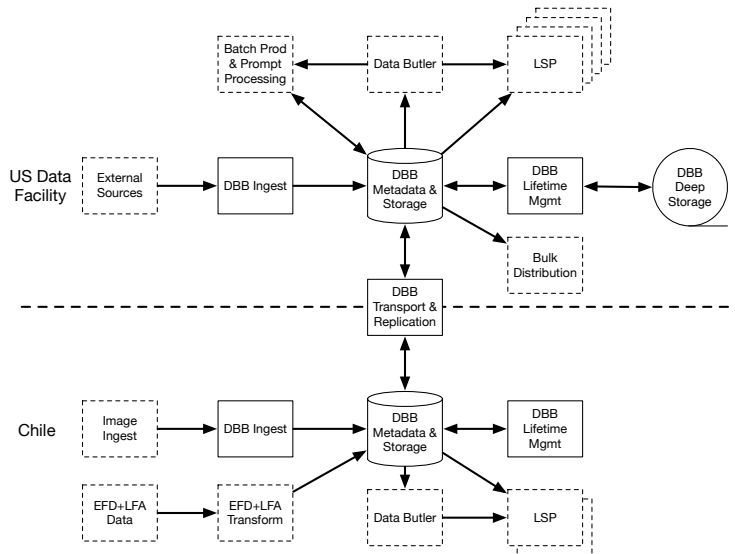 Batch Prod
& Prompt
Processing
Data Butler
LSP
US Data
Facility
External
Sources
DBB Ingest
DBB
Metadata &
Storage
DBB
Lifetime
Mgmt
DBB
Deep
Storage
Bulk
Distribution
DBB
Transport &
Replication
Chile
Image
Ingest
DBB Ingest
DBB
Metadata &
Storage
DBB
Lifetime
Mgmt
EFD+LFA
Data
EFD+LFA
Transform
Data Butler
LSP